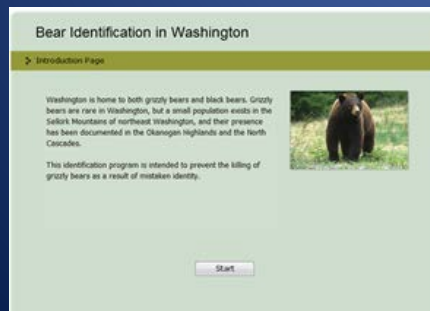 Bear Identification in Washington
Introduction Page
Washington is home to both grizzly bears and black bears. Grizzly
bears are rare in Washington, but a small population exists in the
Selkirk Mountains of northeast Washington, and their presence
has been documented in the Okanogan Highlands and the North
Cascades.
This identification program is intended to prevent the killing of
grizzly bears as a result of mistaken identity.
Start